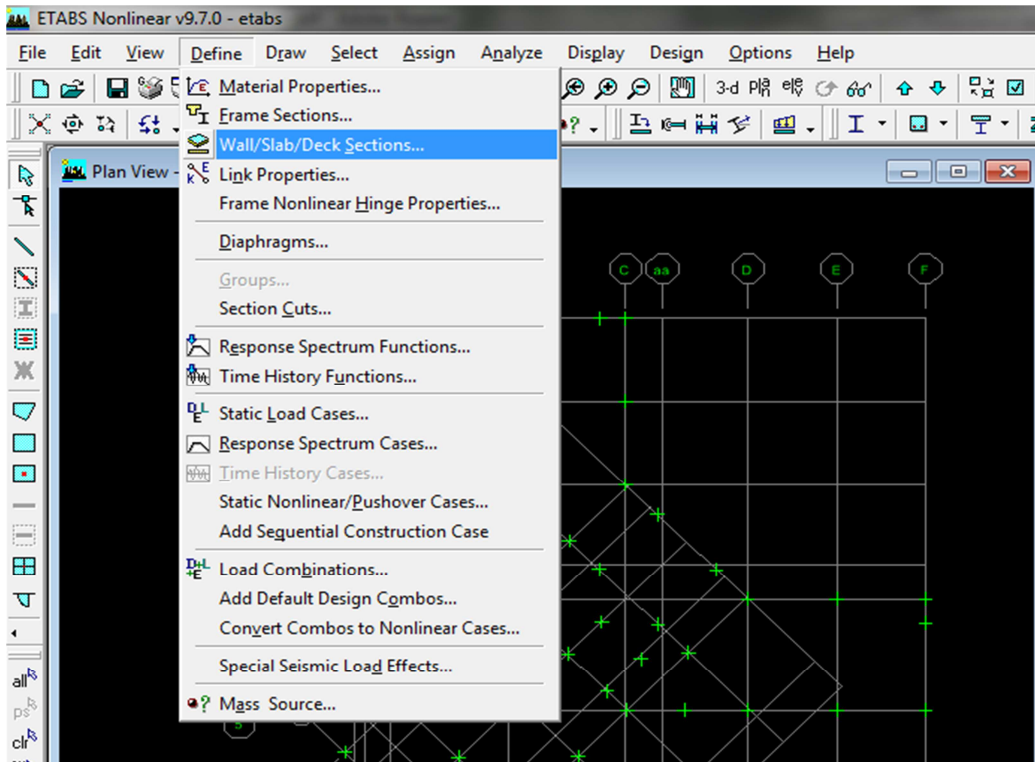 ETABS Nonlinear v9.7.0 - etabs
File Edit View Define Draw Select Assign Analyze Display Design Options Help
3-d
Material Properties...
Frame Sections...
Wall/Slab/Deck Sections...
Plan View -
Link Properties...
Frame Nonlinear Hinge Properties...
Diaphragms...
Groups...
C aa D E F
Section Cuts...
Response Spectrum Functions...
Time History Functions...
Static Load Cases...
Response Spectrum Cases...
Time History Cases...
Static Nonlinear/Pushover Cases...
Add Sequential Construction Case
Load Combinations...
Add Default Design Combos...
Convert Combos to Nonlinear Cases...
Special Seismic Load Effects...
all
ps
Mass Source...
5
clr